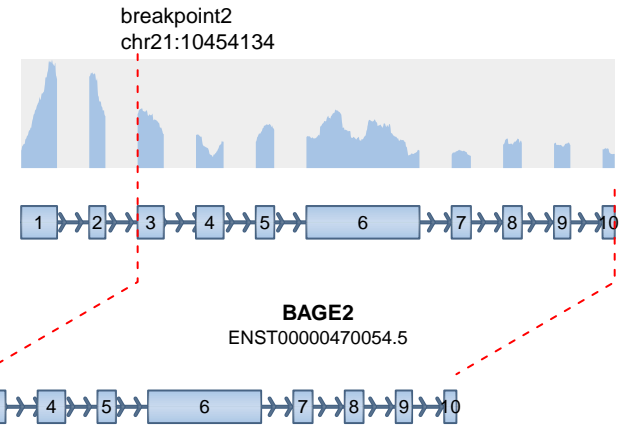 breakpoint2
chr21:10454134
1 2 3 4 5 6 7 8 9 10
BAGE2
ENST00000470054.5
4 5 6 7 8 9 10